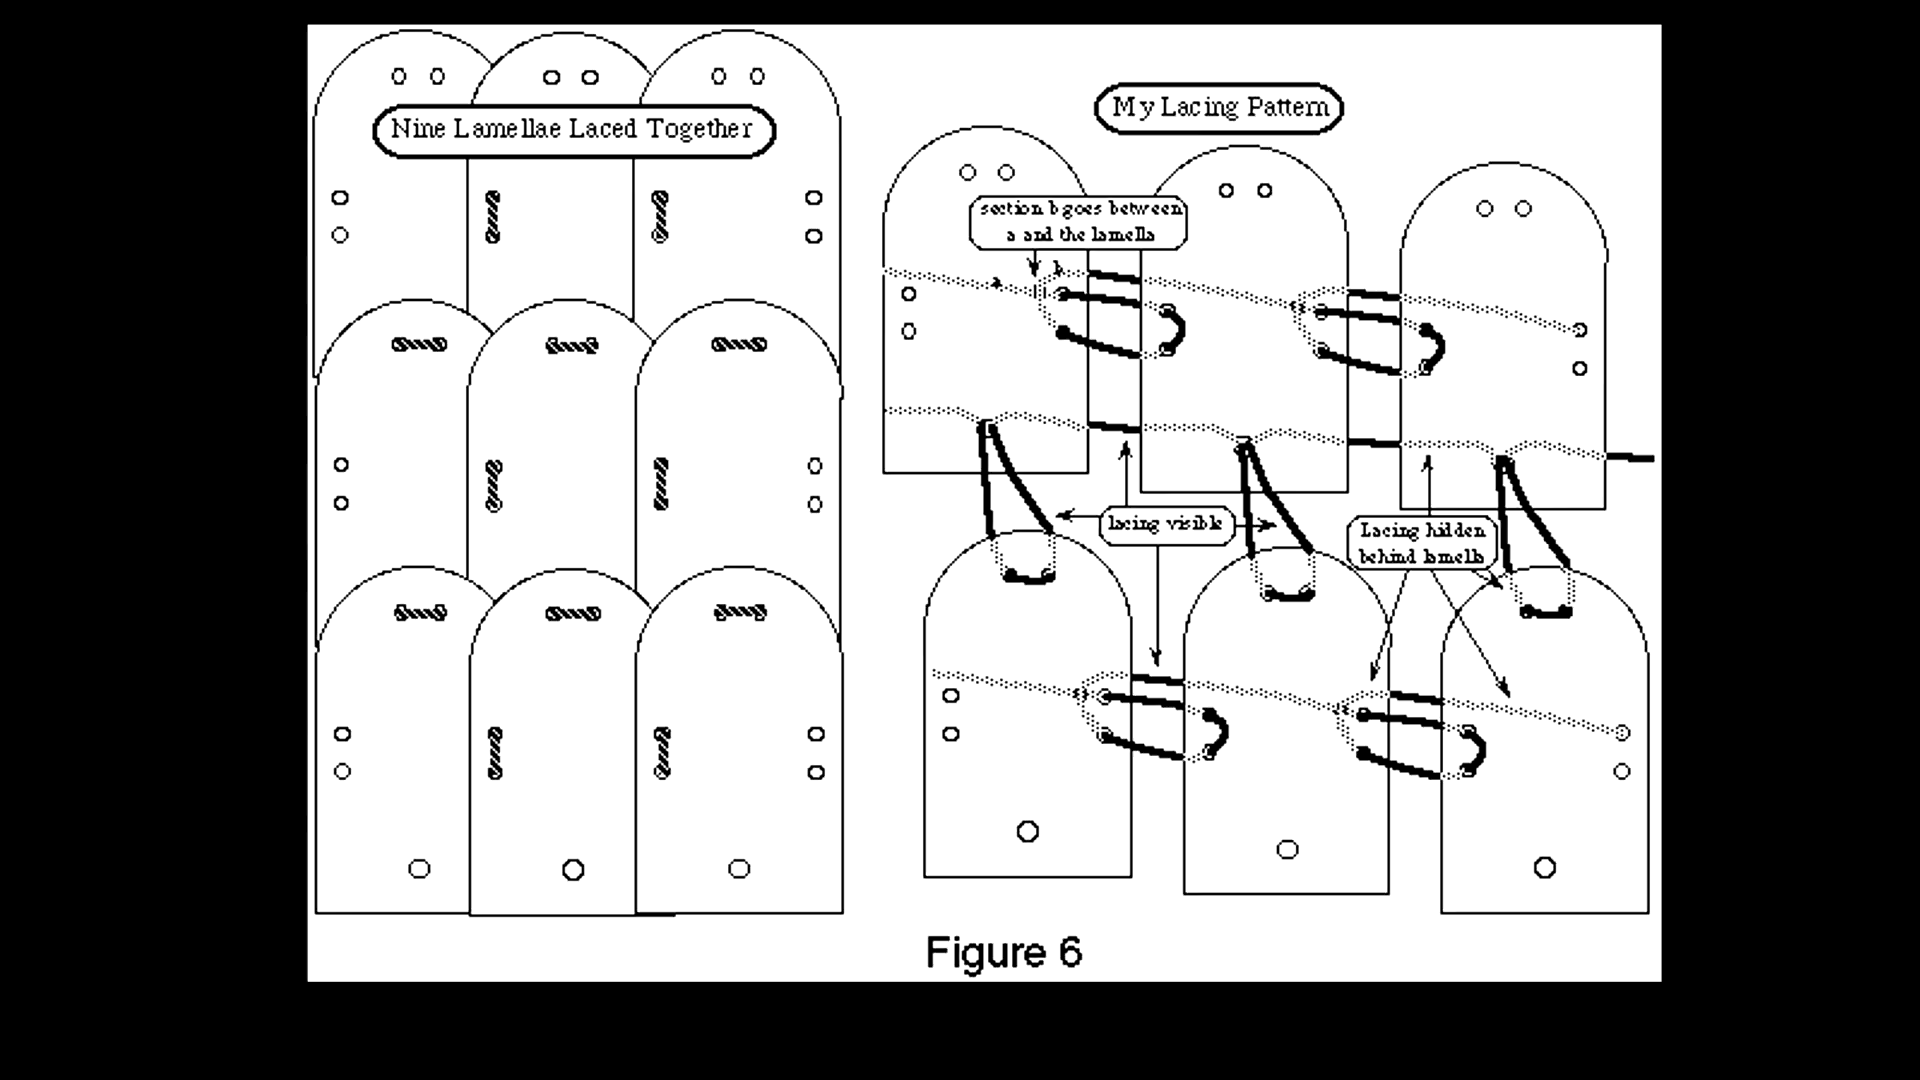 Nine Lamellae Laced Together
My Lacing Pattern
section b goes between
a and the lamella
b
a
lacing visible
Lacing hidden
behind lamella
Figure 6